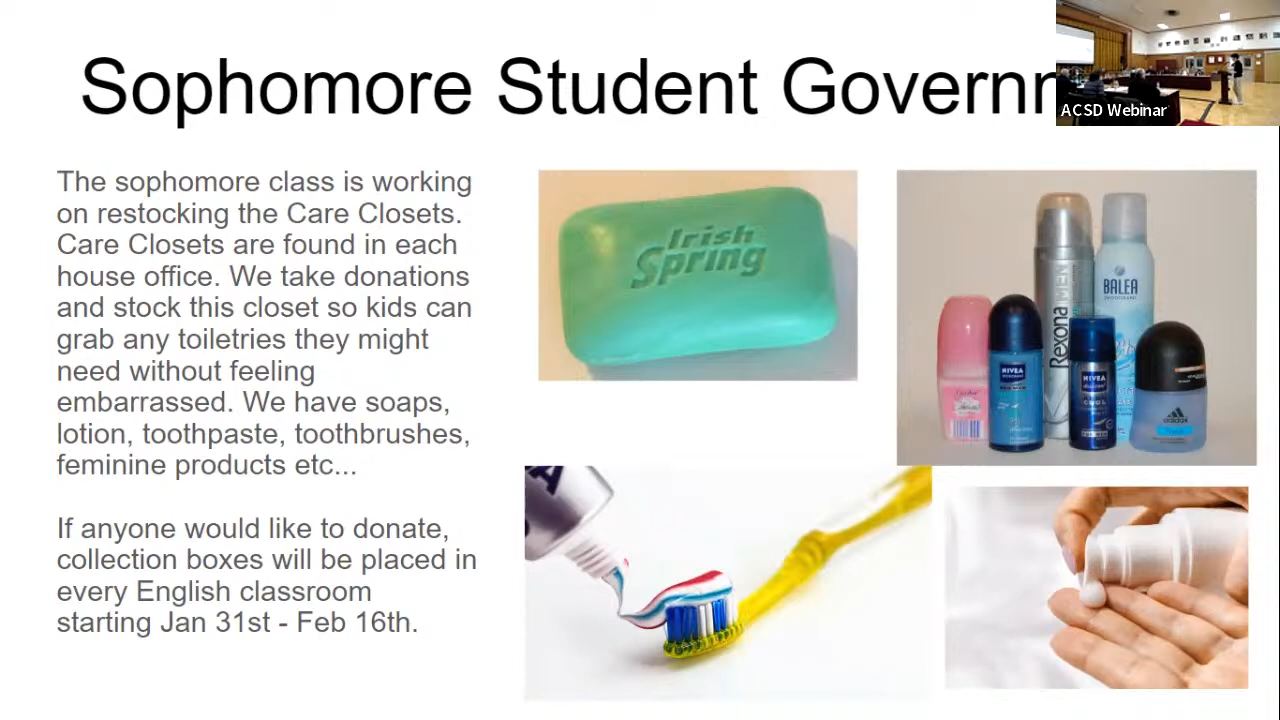 Sophomore Student Governm
ACSD Webinar
The sophomore class is working
on restocking the Care Closets.
Care Closets are found in each
house office. We take donations
and stock this closet so kids can
grab any toiletries they might
need without feeling
embarrassed. We have soaps,
lotion, toothpaste, toothbrushes,
feminine products etc...
If anyone would like to donate,
collection boxes will be placed in
every English classroom
starting Jan 31st - Feb 16th.
Irish
Spring
Rexona MEN
BALEA
NIVEA
NIVEA
adidas